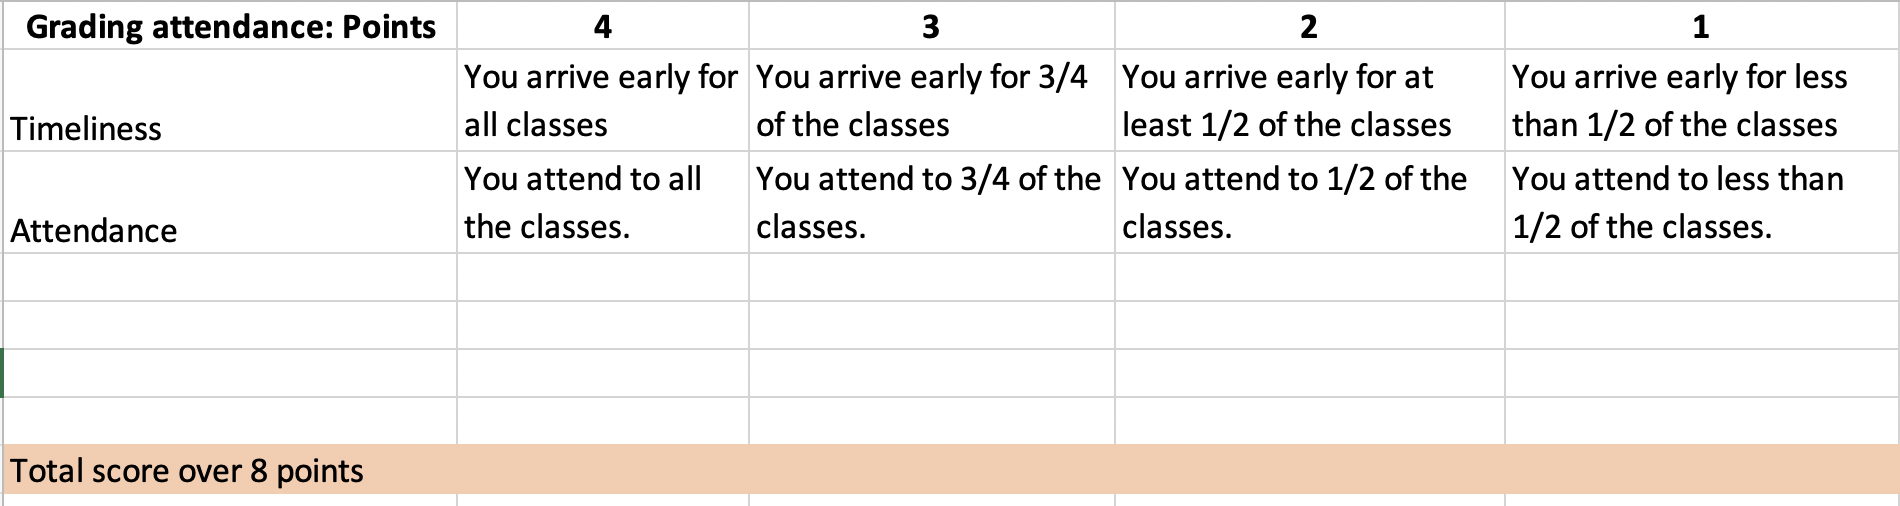 Grading attendance: Points 4 3 2 1
You arrive early for You arrive early for 3/4 You arrive early for at You arrive early for less
Timeliness all classes of the classes least 1/2 of the classes than 1/2 of the classes
You attend to all You attend to 3/4 of the You attend to 1/2 of the You attend to less than
Attendance the classes. classes. classes. 1/2 of the classes.
Total score over 8 points